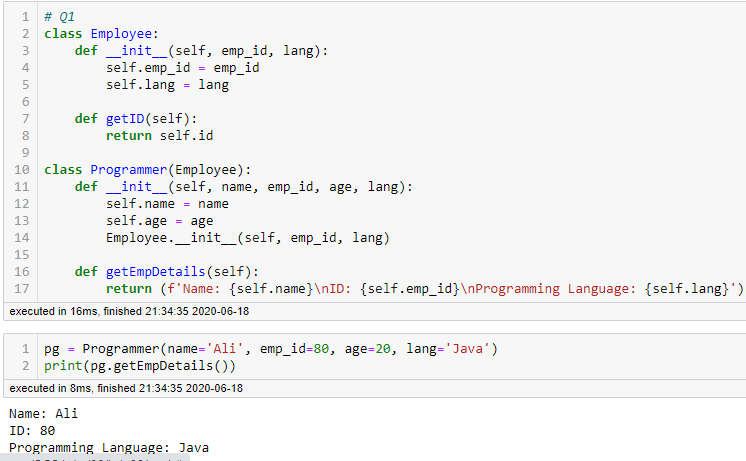 1 # Q1
2 class Employee:
3     def __init__(self, emp_id, lang):
4         self.emp_id = emp_id
5         self.lang = lang
6
7     def getID(self):
8         return self.id
9
10 class Programmer(Employee):
11     def __init__(self, name, emp_id, age, lang):
12         self.name = name
13         self.age = age
14         Employee.__init__(self, emp_id, lang)
15
16     def getEmpDetails(self):
17         return (f'Name: {self.name}\nID: {self.emp_id}\nProgramming Language: {self.lang}')
executed in 16ms, finished 21:34:35 2020-06-18
1 pg = Programmer(name='Ali', emp_id=80, age=20, lang='Java')
2 print(pg.getEmpDetails())
executed in 8ms, finished 21:34:35 2020-06-18
Name: Ali
ID: 80
Programming Language: Java